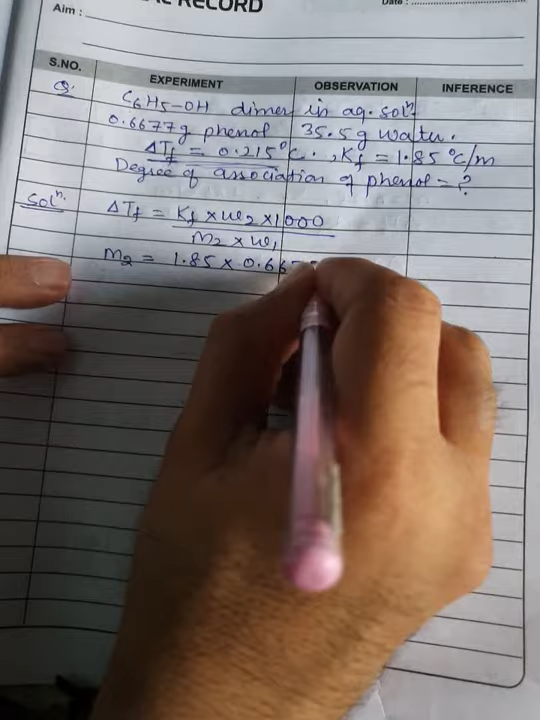 RECORD
Date :
Aim :
S.NO. EXPERIMENT OBSERVATION INFERENCE
Q. C6H5-OH dimer in aq. solⁿ
0.6677g phenol 35.5g water.
ΔTf = 0.215°C. , Kf = 1.85 °C/m
Degree of association of phenol = ?
Solⁿ. ΔTf = Kf × w2 × 1000
M2 × w1
M2 = 1.85 × 0.66